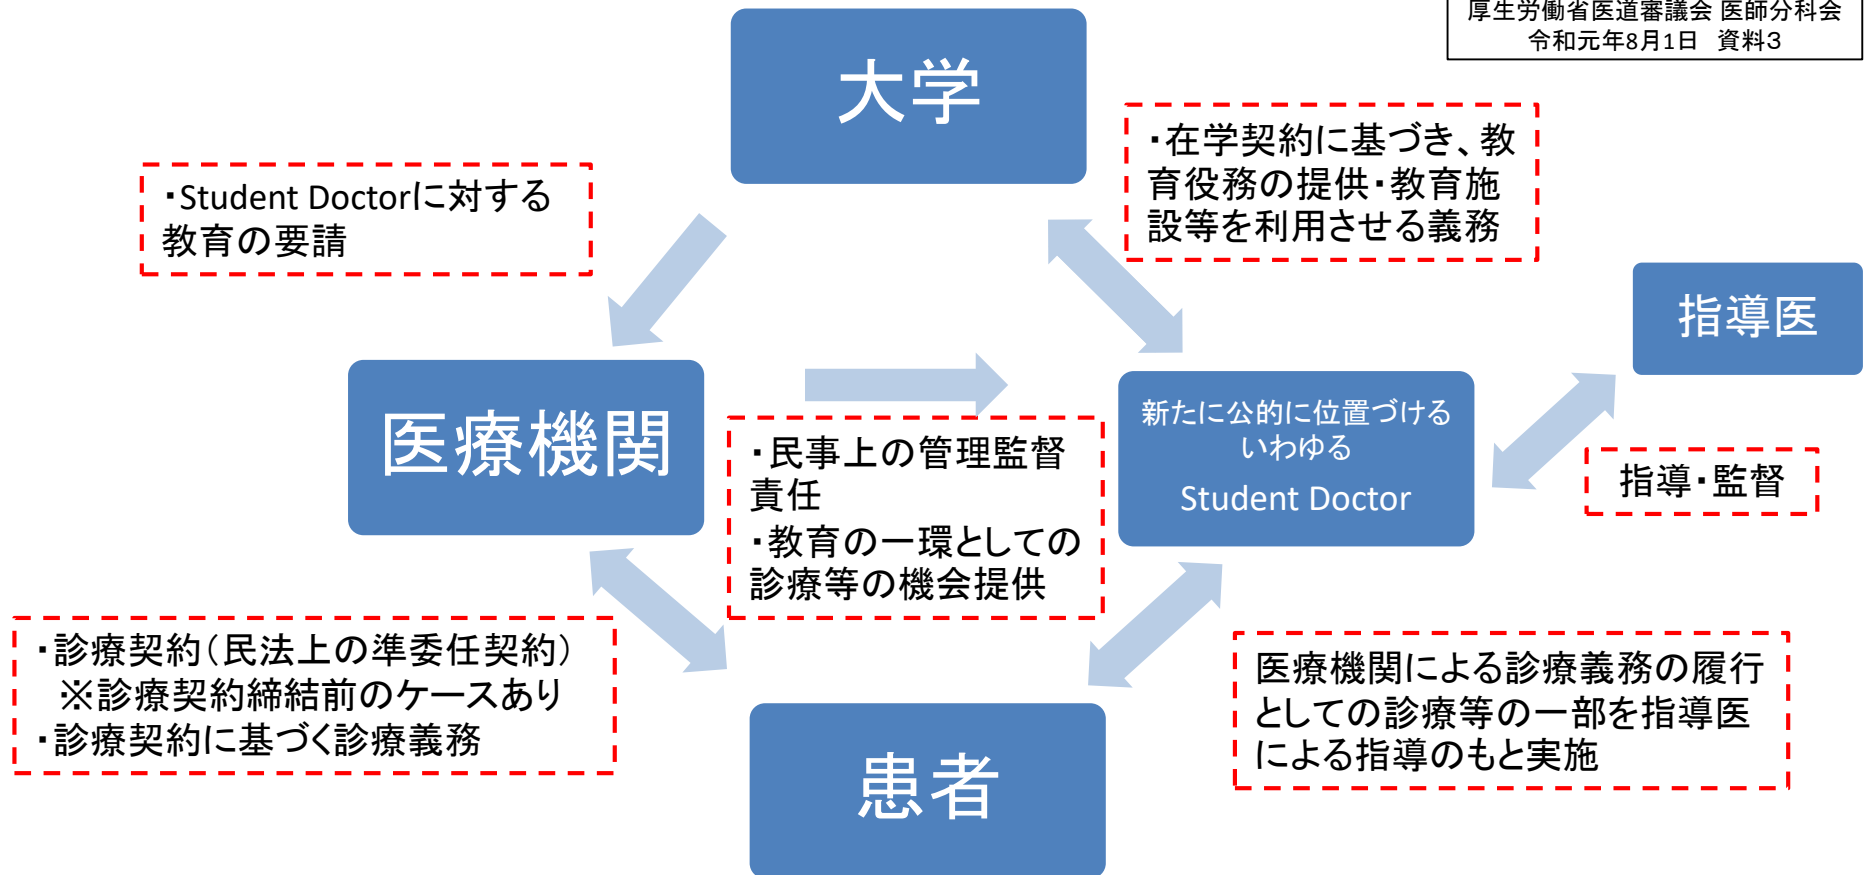 厚生労働省医道審議会 医師分科会
令和元年8月1日 資料3
大学
・Student Doctorに対する
教育の要請
・在学契約に基づき、教
育役務の提供・教育施
設等を利用させる義務
指導医
医療機関
新たに公的に位置づける
いわゆる
Student Doctor
・民事上の管理監督
責任
・教育の一環としての
診療等の機会提供
指導・監督
・診療契約（民法上の準委任契約）
※診療契約締結前のケースあり
・診療契約に基づく診療義務
医療機関による診療義務の履行
としての診療等の一部を指導医
による指導のもと実施
患者